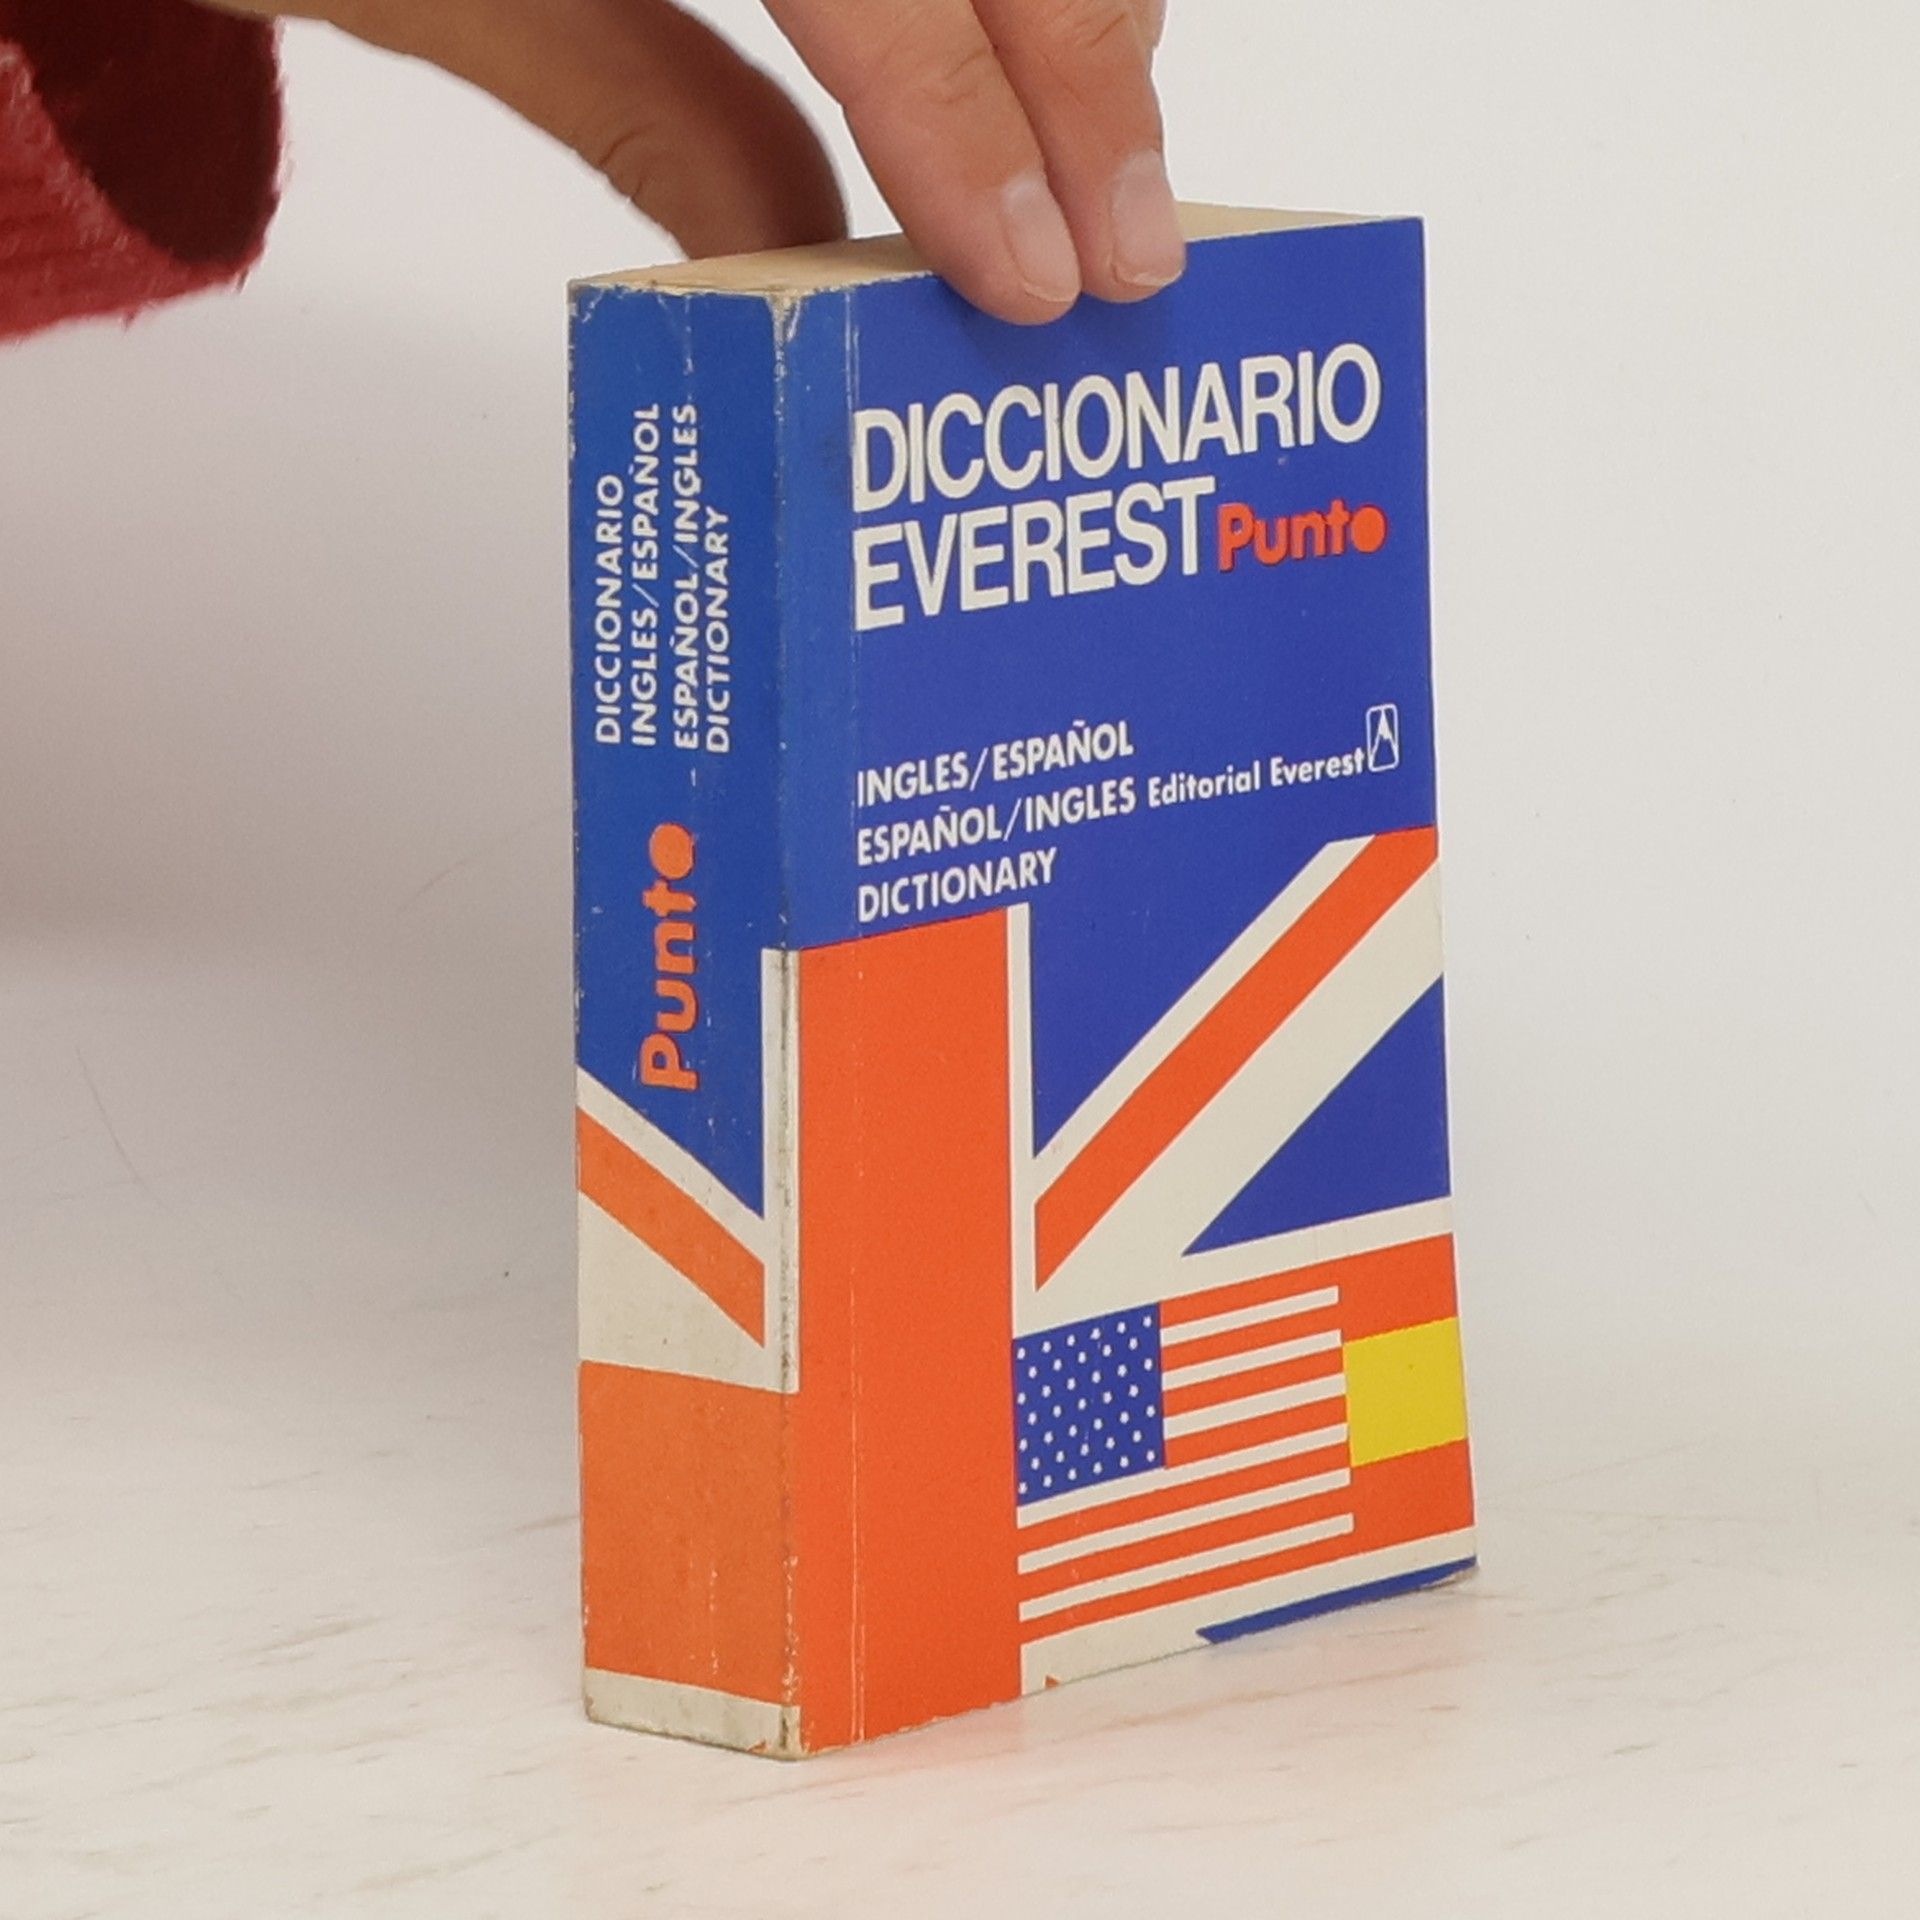 DICCIONARIO
INGLES/ESPAÑOL
ESPAÑOL/INGLES
DICTIONARY
Punto
DICCIONARIO
EVEREST Punto
INGLES/ESPAÑOL
ESPAÑOL/INGLES Editorial Everest
DICTIONARY